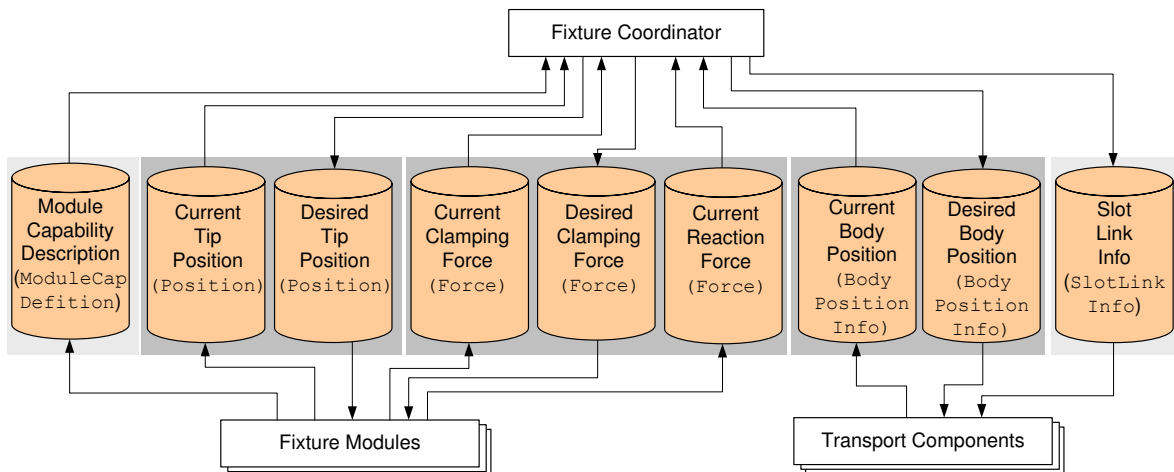 Fixture Coordinator
Module
Capability
Description
(ModuleCap
Defition)
Current
Tip
Position
(Position)
Desired
Tip
Position
(Position)
Current
Clamping
Force
(Force)
Desired
Clamping
Force
(Force)
Current
Reaction
Force
(Force)
Current
Body
Position
(Body
Position
Info)
Desired
Body
Position
(Body
Position
Info)
Slot
Link
Info
(SlotLink
Info)
Fixture Modules
Transport Components